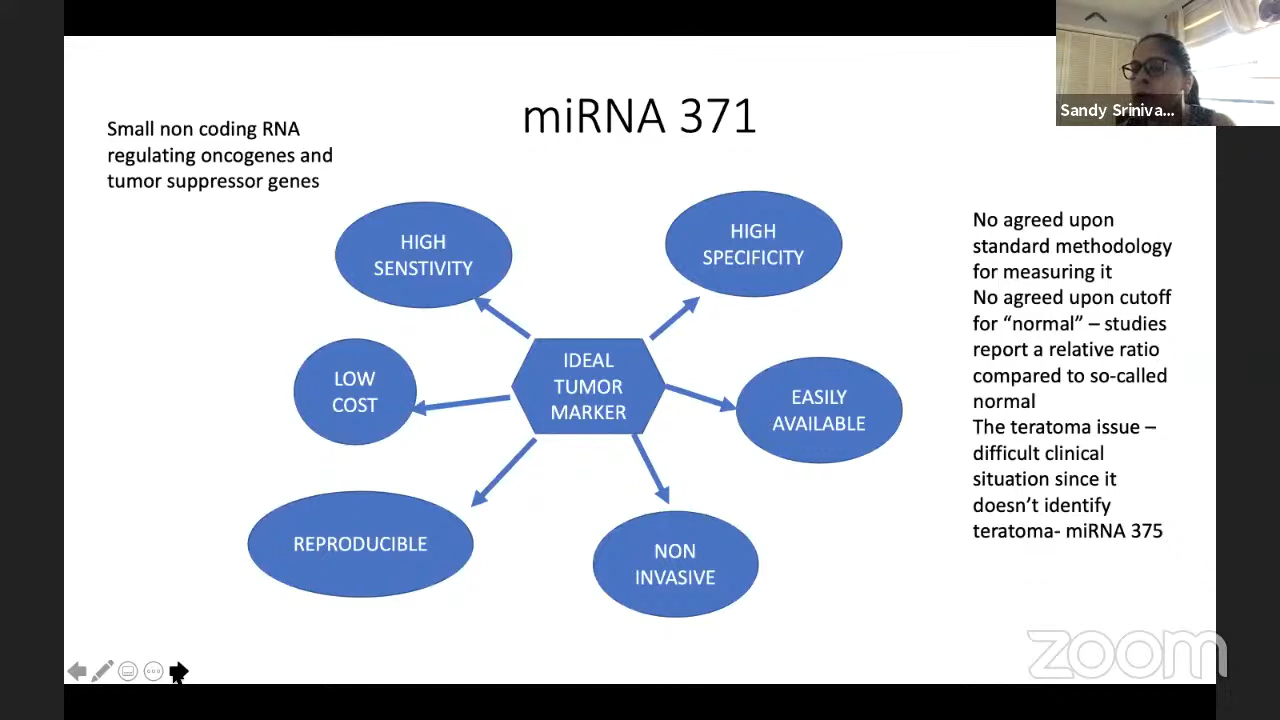 miRNA 371
Small non coding RNA
regulating oncogenes and
tumor suppressor genes
HIGH
SENSTIVITY
HIGH
SPECIFICITY
LOW
COST
IDEAL
TUMOR
MARKER
EASILY
AVAILABLE
REPRODUCIBLE
NON
INVASIVE
No agreed upon
standard methodology
for measuring it
No agreed upon cutoff
for “normal” – studies
report a relative ratio
compared to so-called
normal
The teratoma issue –
difficult clinical
situation since it
doesn’t identify
teratoma- miRNA 375
Sandy Sriniva...
zoom